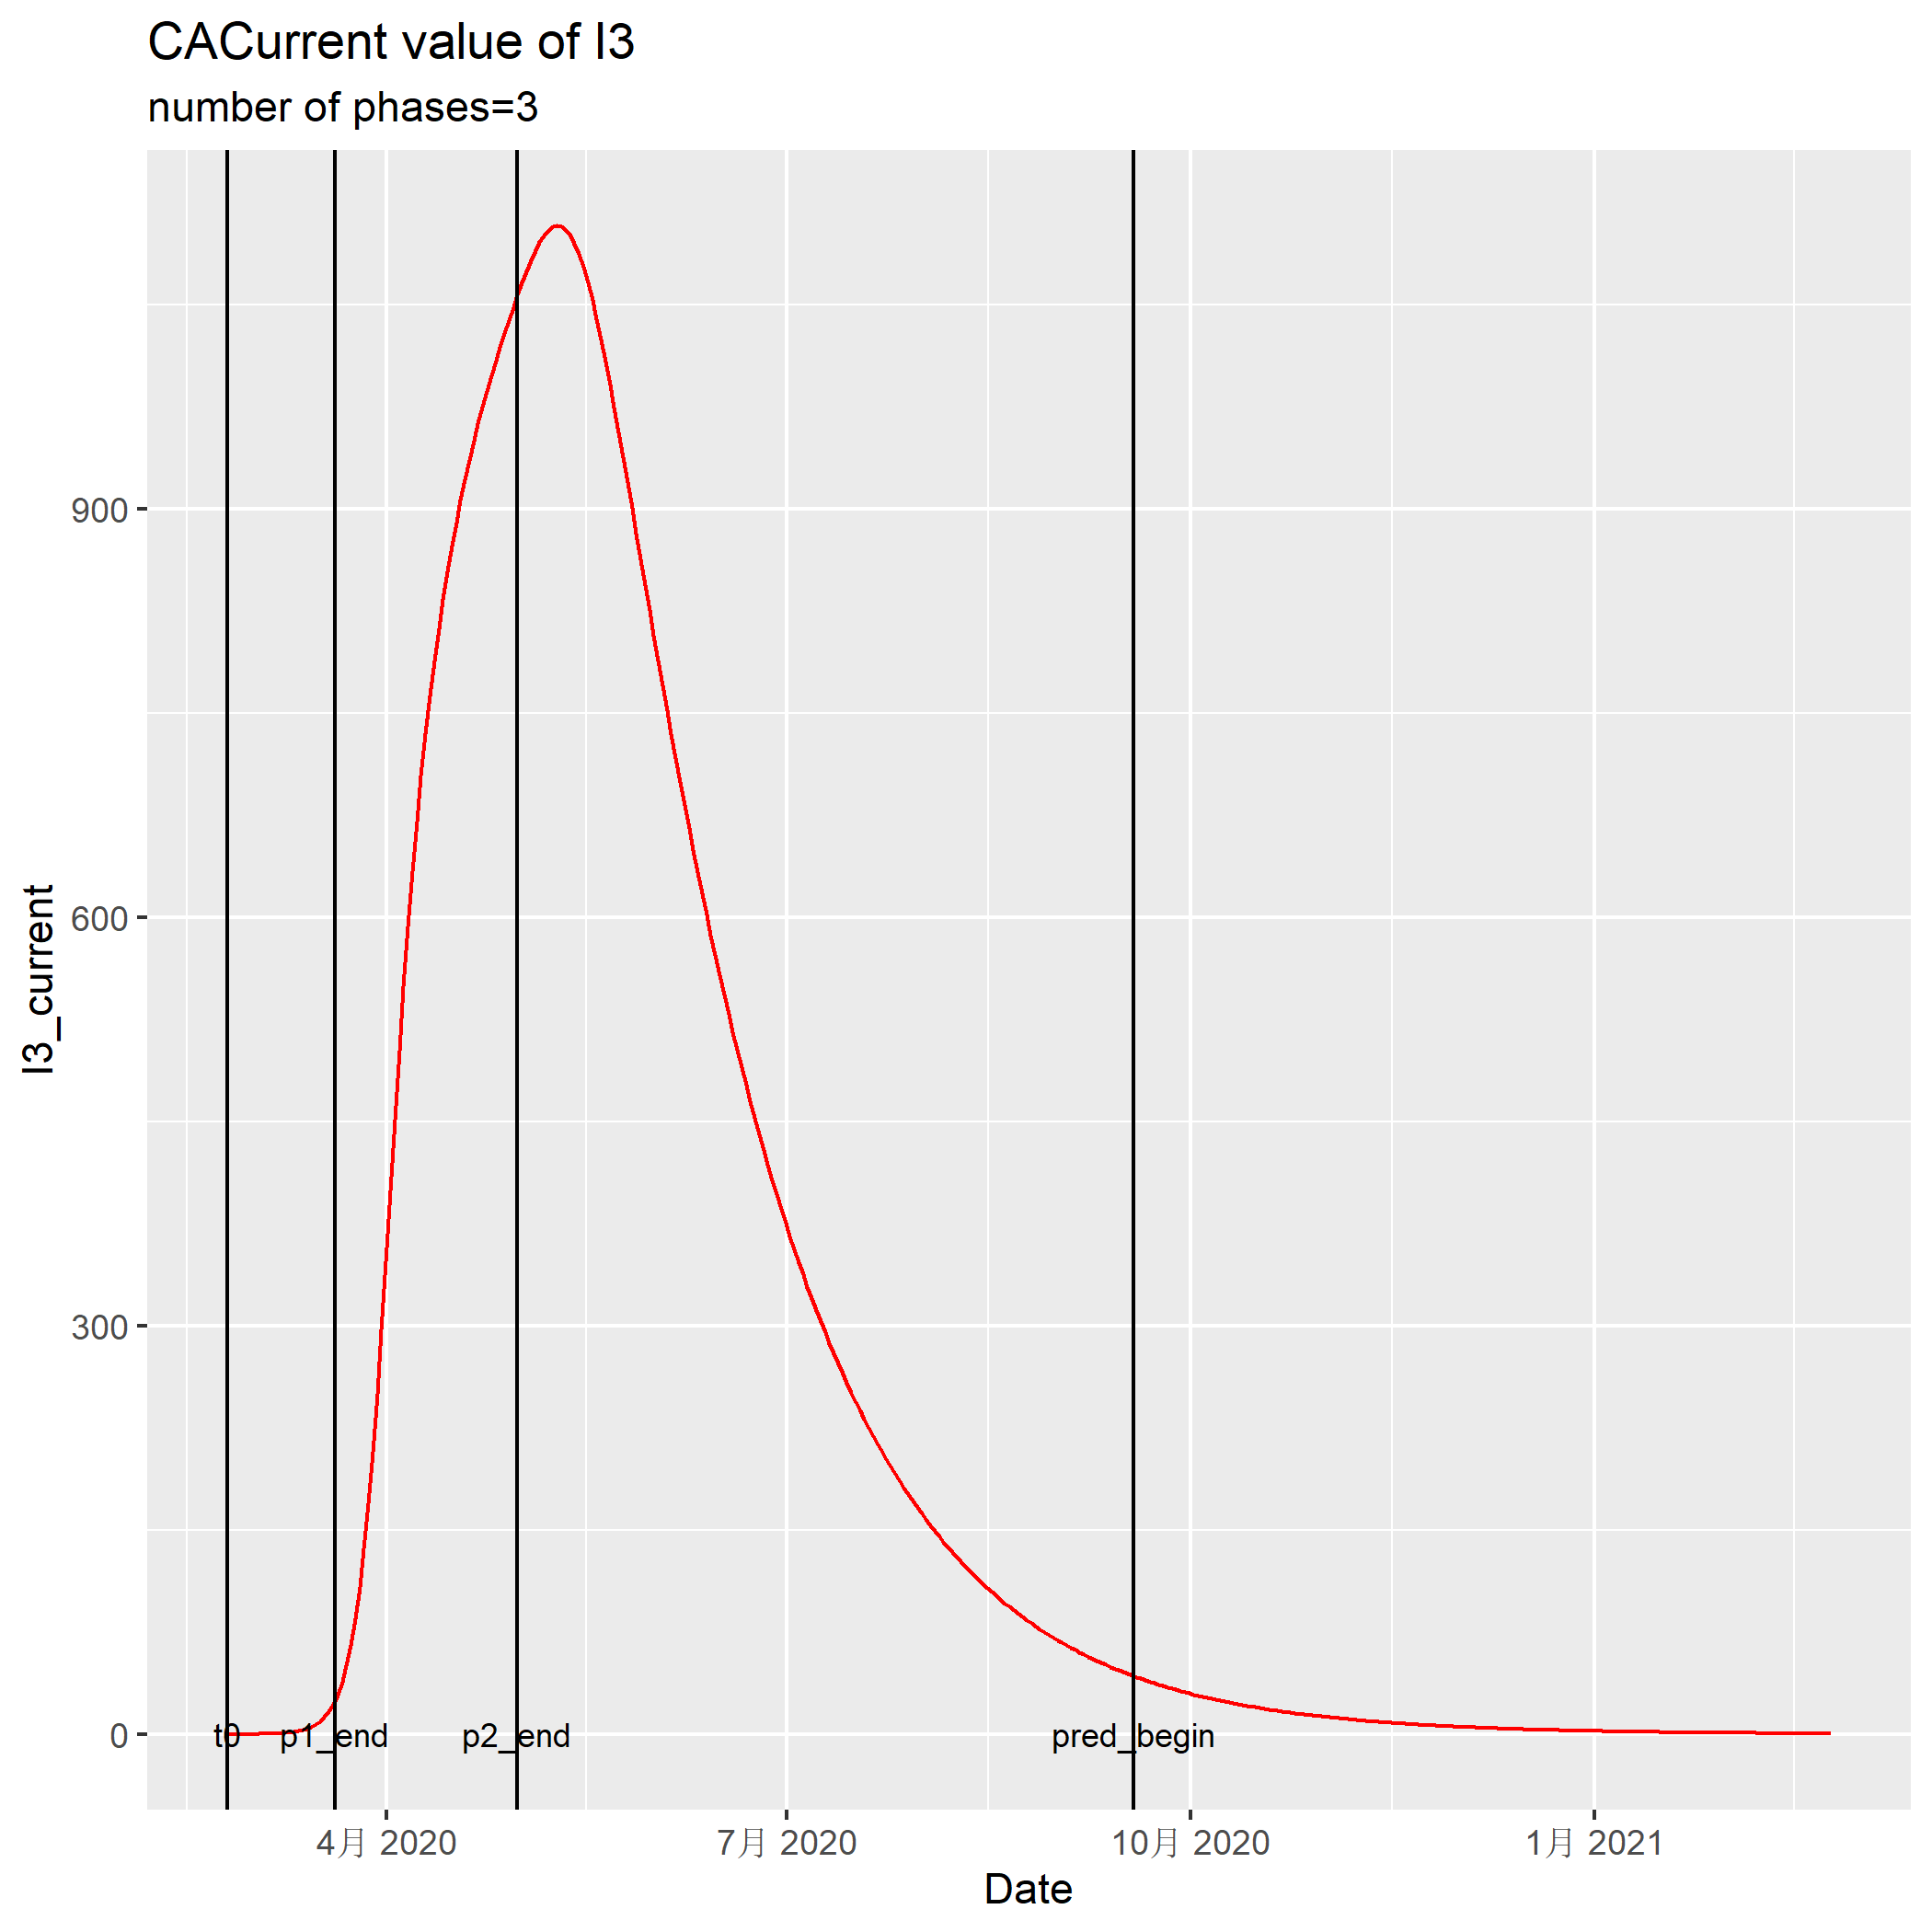 CACurrent value of I3
number of phases=3
I3_current
900
600
300
0
t0 p1_end p2_end pred_begin
4月 2020 7月 2020 10月 2020 1月 2021
Date